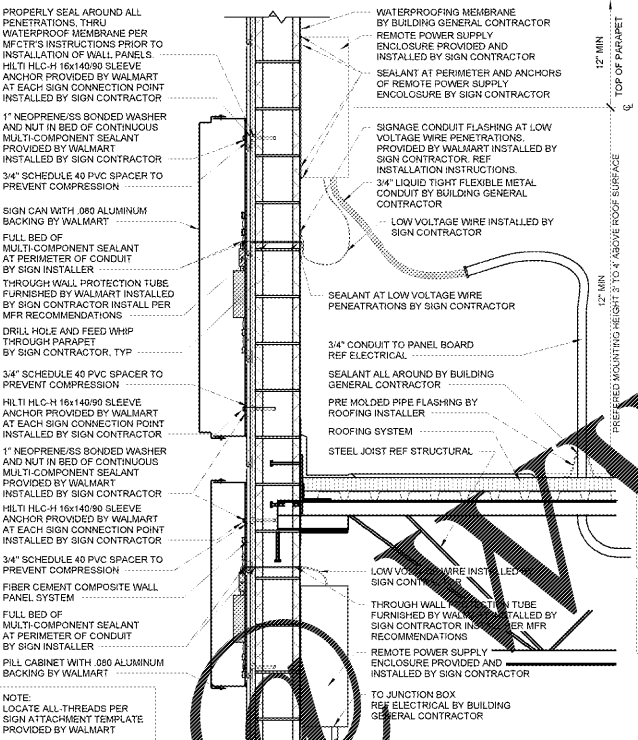 PROPERLY SEAL AROUND ALL
PENETRATIONS, THRU
WATERPROOF MEMBRANE PER
MFCTR'S INSTRUCTIONS PRIOR TO
INSTALLATION OF WALL PANELS.
HILTI HLC-H 16x140/90 SLEEVE
ANCHOR PROVIDED BY WALMART
AT EACH SIGN CONNECTION POINT
INSTALLED BY SIGN CONTRACTOR
1" NEOPRENE/SS BONDED WASHER
AND NUT IN BED OF CONTINUOUS
MULTI-COMPONENT SEALANT
PROVIDED BY WALMART
INSTALLED BY SIGN CONTRACTOR
3/4" SCHEDULE 40 PVC SPACER TO
PREVENT COMPRESSION
SIGN CAN WITH .080 ALUMINUM
BACKING BY WALMART
FULL BED OF
MULTI-COMPONENT SEALANT
AT PERIMETER OF CONDUIT
BY SIGN INSTALLER
THROUGH WALL PROTECTION TUBE
FURNISHED BY WALMART INSTALLED
BY SIGN CONTRACTOR INSTALL PER
MFR RECOMMENDATIONS
DRILL HOLE AND FEED WHIP
THROUGH PARAPET
BY SIGN CONTRACTOR, TYP
3/4" SCHEDULE 40 PVC SPACER TO
PREVENT COMPRESSION
HILTI HLC-H 16x140/90 SLEEVE
ANCHOR PROVIDED BY WALMART
AT EACH SIGN CONNECTION POINT
INSTALLED BY SIGN CONTRACTOR
1" NEOPRENE/SS BONDED WASHER
AND NUT IN BED OF CONTINUOUS
MULTI-COMPONENT SEALANT
PROVIDED BY WALMART
INSTALLED BY SIGN CONTRACTOR
HILTI HLC-H 16x140/90 SLEEVE
ANCHOR PROVIDED BY WALMART
AT EACH SIGN CONNECTION POINT
INSTALLED BY SIGN CONTRACTOR
3/4" SCHEDULE 40 PVC SPACER TO
PREVENT COMPRESSION
FIBER CEMENT COMPOSITE WALL
PANEL SYSTEM
FULL BED OF
MULTI-COMPONENT SEALANT
AT PERIMETER OF CONDUIT
BY SIGN INSTALLER
PILL CABINET WITH .080 ALUMINUM
BACKING BY WALMART
NOTE:
LOCATE ALL-THREADS PER
SIGN ATTACHMENT TEMPLATE
PROVIDED BY WALMART
WATERPROOFING MEMBRANE
BY BUILDING GENERAL CONTRACTOR
REMOTE POWER SUPPLY
ENCLOSURE PROVIDED AND
INSTALLED BY SIGN CONTRACTOR
SEALANT AT PERIMETER AND ANCHORS
OF REMOTE POWER SUPPLY
ENCOLOSURE BY SIGN CONTRACTOR
SIGNAGE CONDUIT FLASHING AT LOW
VOLTAGE WIRE PENETRATIONS.
PROVIDED BY WALMART INSTALLED BY
SIGN CONTRACTOR. REF
INSTALLATION INSTRUCTIONS.
3/4" LIQUID TIGHT FLEXIBLE METAL
CONDUIT BY BUILDING GENERAL
CONTRACTOR
LOW VOLTAGE WIRE INSTALLED BY
SIGN CONTRACTOR
SEALANT AT LOW VOLTAGE WIRE
PENEATRATIONS BY SIGN CONTRACTOR
3/4" CONDUIT TO PANEL BOARD
REF ELECTRICAL
SEALANT ALL AROUND BY BUILDING
GENERAL CONTRACTOR
PRE MOLDED PIPE FLASHING BY
ROOFING INSTALLER
ROOFING SYSTEM
STEEL JOIST REF STRUCTURAL
LOW VOLTAGE WIRE INSTALLED BY
SIGN CONTRACTOR
THROUGH WALL PROTECTION TUBE
FURNISHED BY WALMART INSTALLED BY
SIGN CONTRACTOR INSTALL PER MFR
RECOMMENDATIONS
REMOTE POWER SUPPLY
ENCLOSURE PROVIDED AND
INSTALLED BY SIGN CONTRACTOR
TO JUNCTION BOX
REF ELECTRICAL BY BUILDING
GENERAL CONTRACTOR
12" MIN
TOP OF PARAPET
12" MIN
PREFERED MOUNTING HEIGHT 3' TO 4' ABOVE ROOF SURFACE